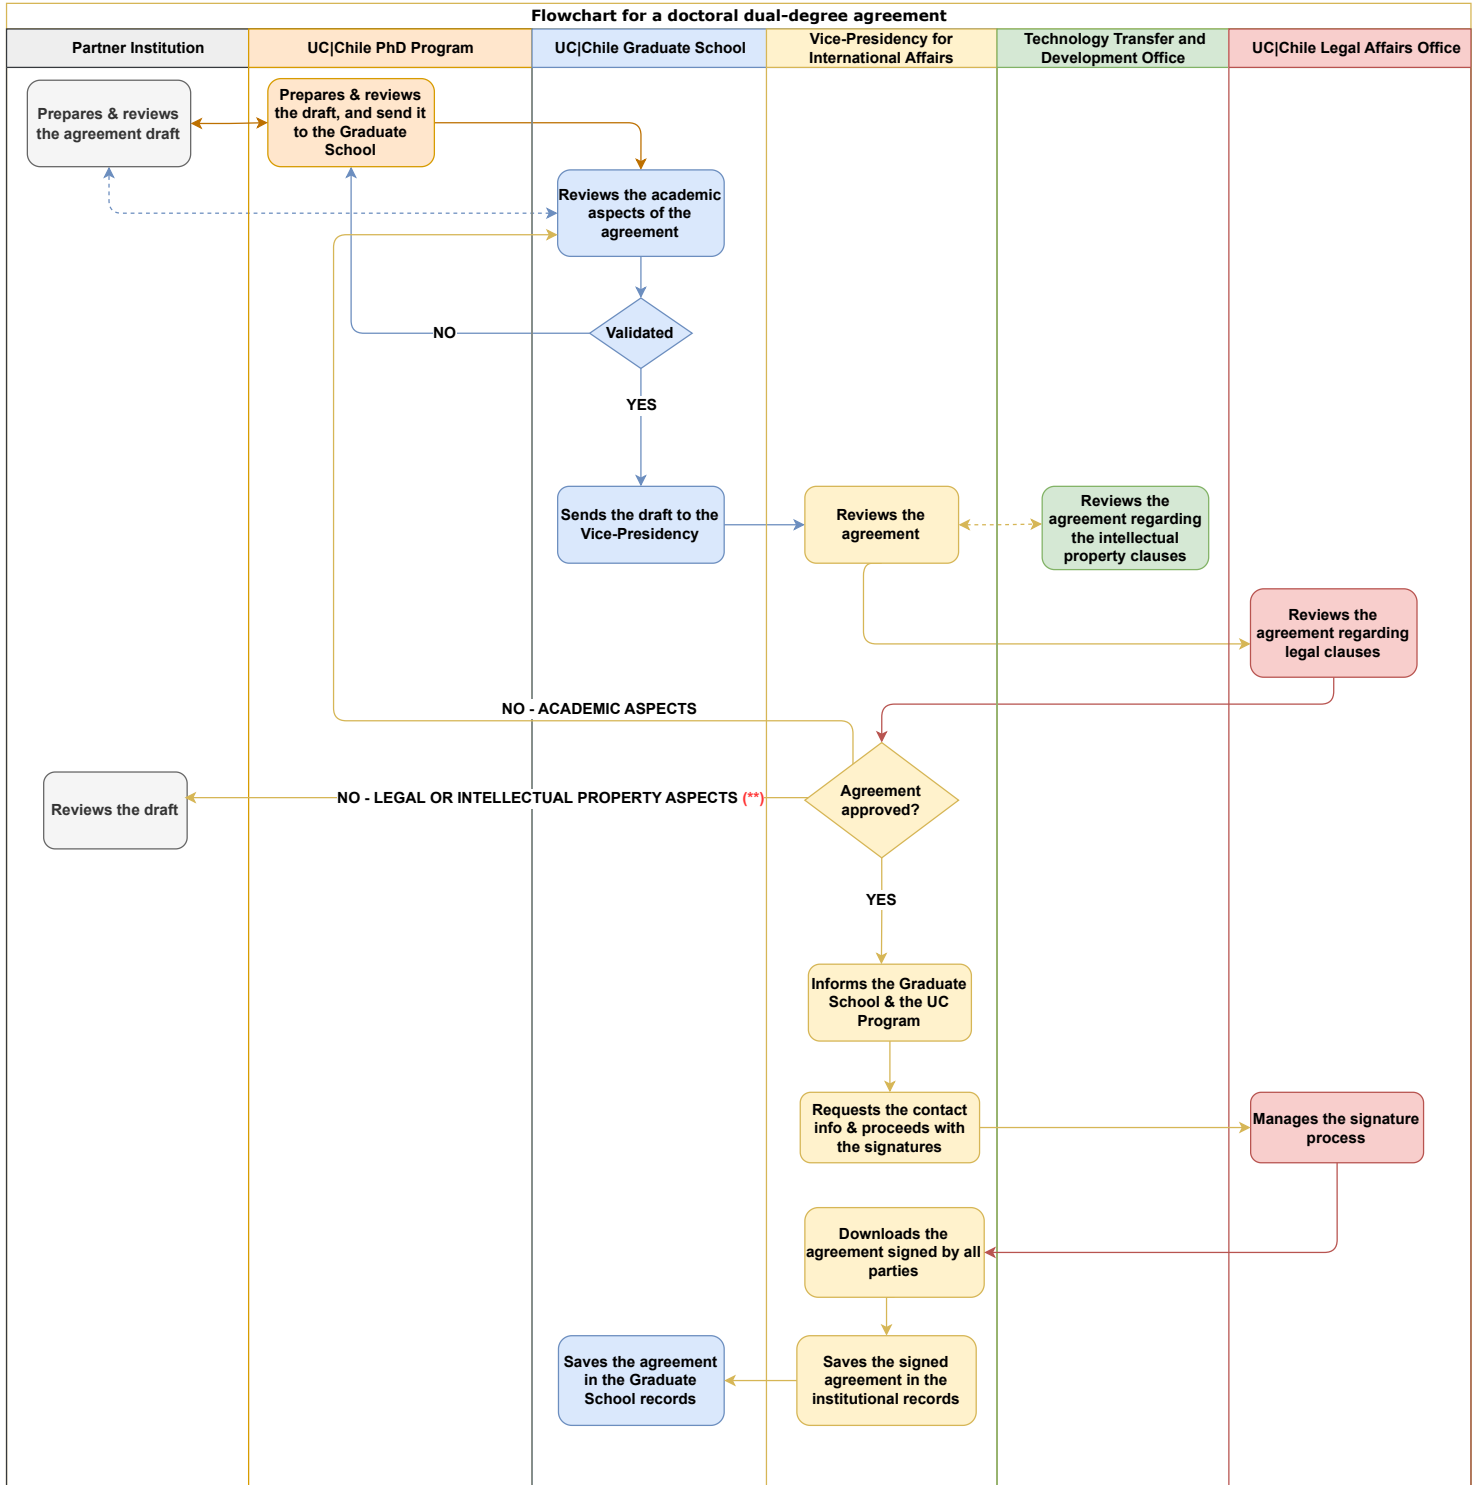 Flowchart for a doctoral dual-degree agreement
Partner Institution
UC|Chile PhD Program
UC|Chile Graduate School
Vice-Presidency for
International Affairs
Technology Transfer and
Development Office
UC|Chile Legal Affairs Office
Prepares & reviews
the agreement draft
Prepares & reviews
the draft, and send it
to the Graduate
School
Reviews the academic
aspects of the
agreement
Validated
NO
YES
Sends the draft to the
Vice-Presidency
Reviews the
agreement
Reviews the
agreement regarding
the intellectual
property clauses
Reviews the
agreement regarding
legal clauses
NO - ACADEMIC ASPECTS
Agreement
approved?
NO - LEGAL OR INTELLECTUAL PROPERTY ASPECTS (**)
Reviews the draft
YES
Informs the Graduate
School & the UC
Program
Requests the contact
info & proceeds with
the signatures
Manages the signature
process
Downloads the
agreement signed by all
parties
Saves the agreement
in the Graduate
School records
Saves the signed
agreement in the
institutional records